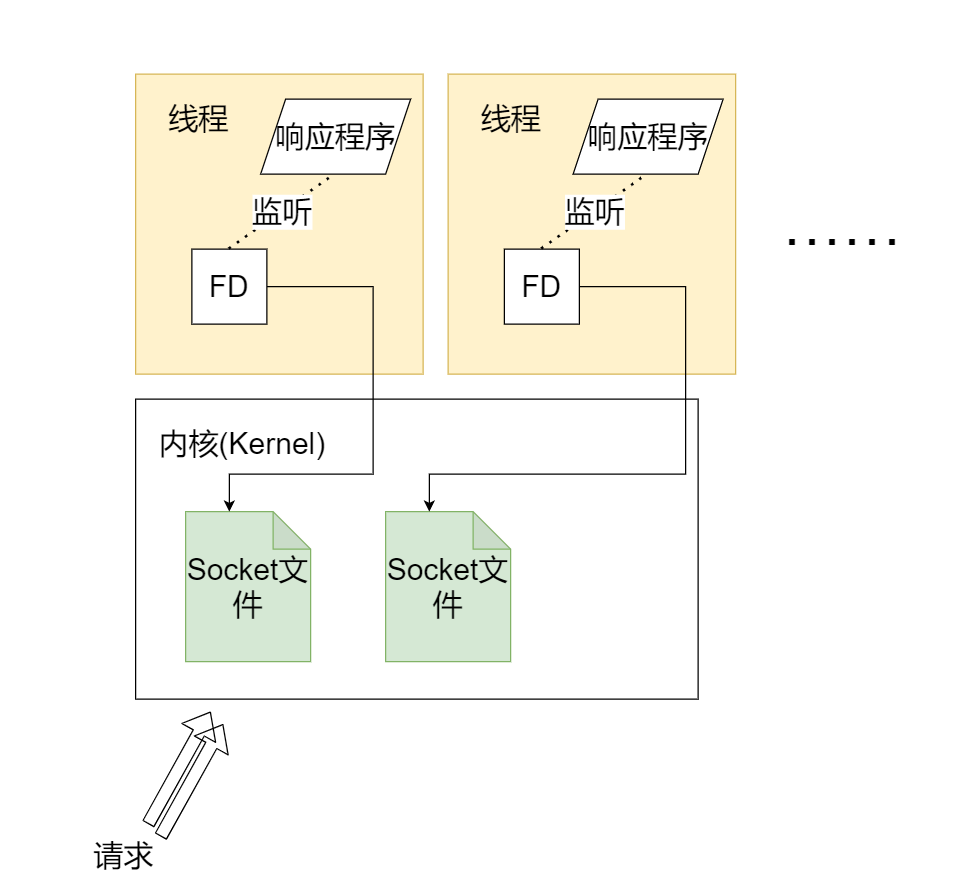 线程
响应程序
监听
FD
线程
响应程序
监听
FD
······
内核(Kernel)
Socket文
件
Socket文
件
请求